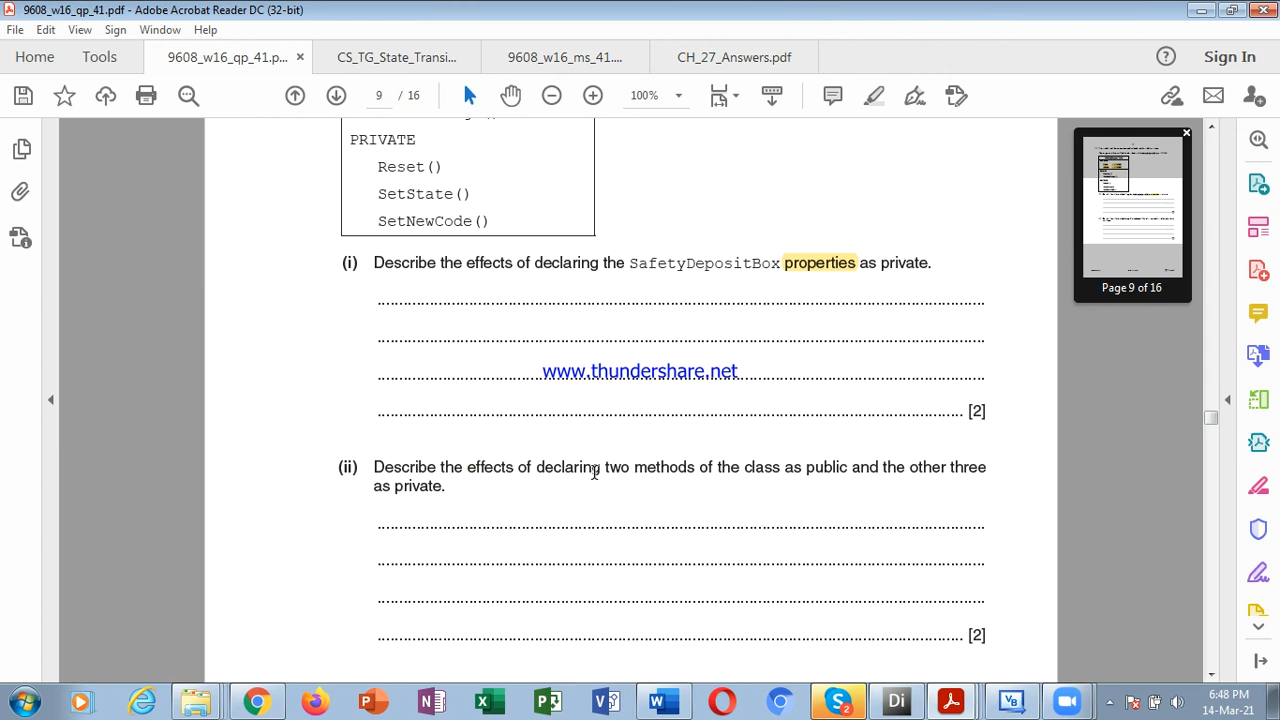 9608_w16_qp_41.pdf - Adobe Acrobat Reader DC (32-bit)
File Edit View Sign Window Help
Home Tools 9608_w16_qp_41.p... × CS_TG_State_Transi... 9608_w16_ms_41.... CH_27_Answers.pdf Sign In
9 / 16 100%
PRIVATE
Reset()
SetState()
SetNewCode()
(i) Describe the effects of declaring the SafetyDepositBox properties as private.
www.thundershare.net
[2]
(ii) Describe the effects of declaring two methods of the class as public and the other three
as private.
[2]
Page 9 of 16
6:48 PM
14-Mar-21